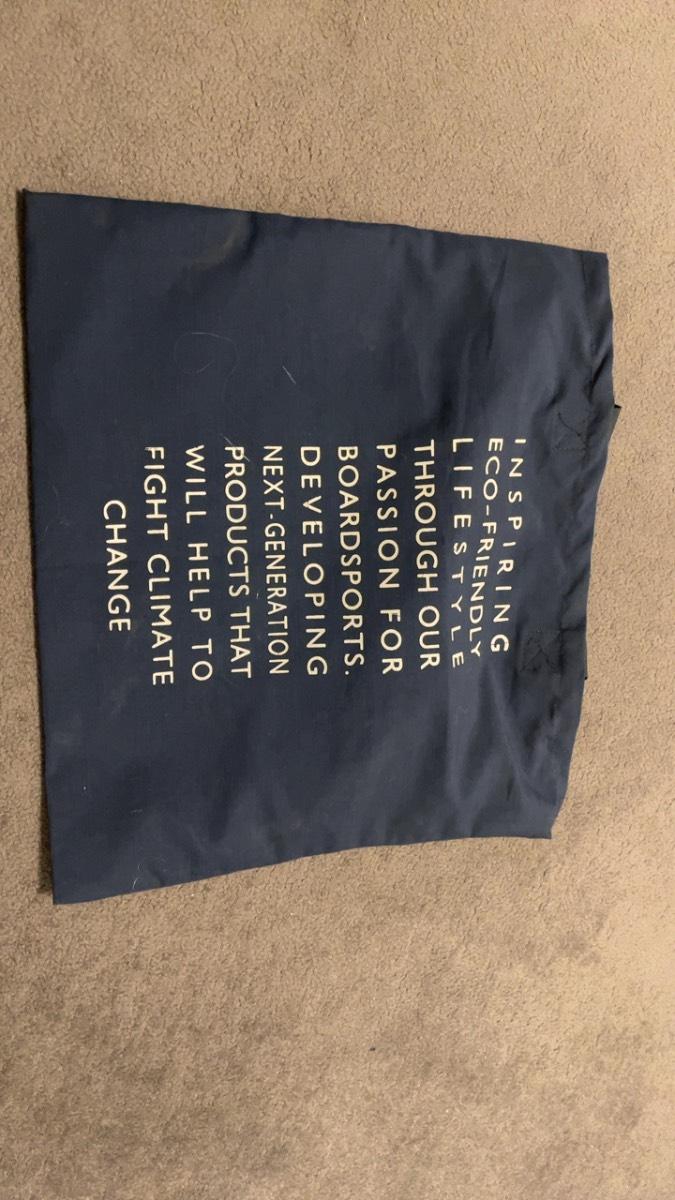 INSPIRING
ECO-FRIENDLY
LIFESTYLE
THROUGH OUR
PASSION FOR
BOARDSPORTS.
DEVELOPING
NEXT-GENERATION
PRODUCTS THAT
WILL HELP TO
FIGHT CLIMATE
CHANGE